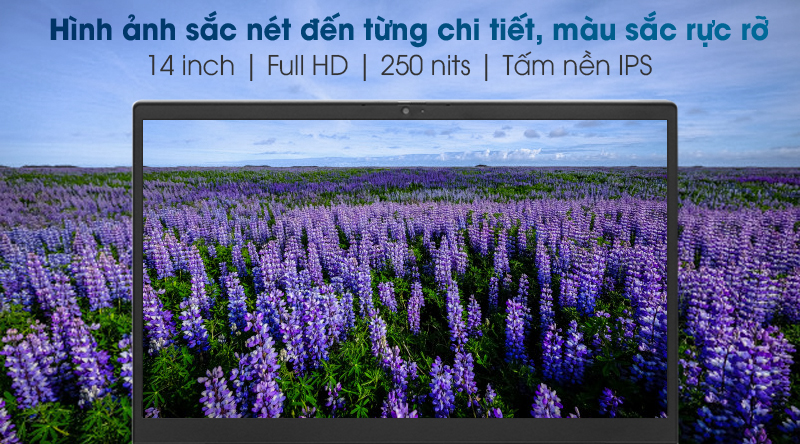 Hình ảnh sắc nét đến từng chi tiết, màu sắc rực rỡ
14 inch | Full HD | 250 nits | Tấm nền IPS